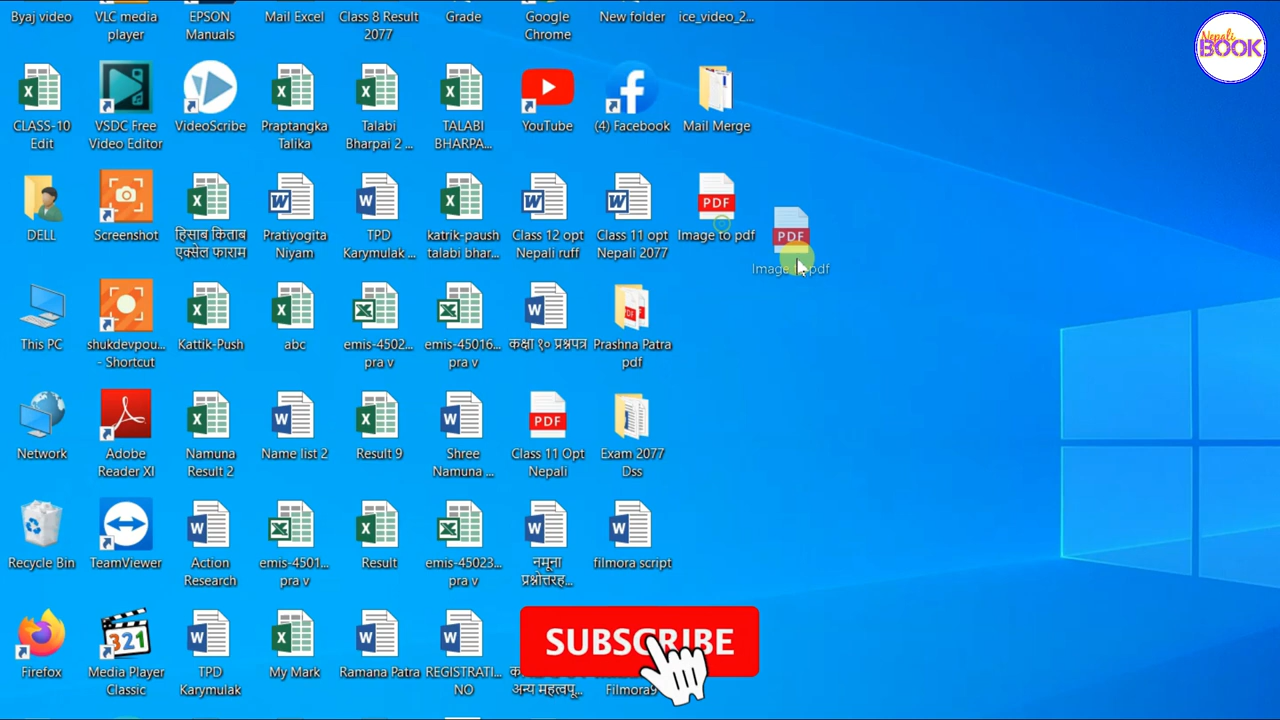 Byaj video
VLC media
player
EPSON
Manuals
Mail Excel
Class 8 Result
2077
Grade
Google
Chrome
New folder
ice_video_2...
Nepali
BOOK
CLASS-10
Edit
VSDC Free
Video Editor
VideoScribe
Praptangka
Talika
Talabi
Bharpai 2 ...
TALABI
BHARPA...
YouTube
(4) Facebook
Mail Merge
DELL
Screenshot
हिसाब किताब
एक्सेल फाराम
Pratiyogita
Niyam
TPD
Karymulak ...
katrik-paush
talabi bhar...
Class 12 opt
Nepali ruff
Class 11 opt
Nepali 2077
PDF
Image to pdf
PDF
This PC
shukdevpou...
- Shortcut
Kattik-Push
abc
emis-4502...
pra v
emis-45016...
pra v
कक्षा १० प्रश्नपत्र
Prashna Patra
pdf
Network
Adobe
Reader XI
Namuna
Result 2
Name list 2
Result 9
Shree
Namuna ...
PDF
Class 11 Opt
Nepali
Exam 2077
Dss
Recycle Bin
TeamViewer
Action
Research
emis-4501...
pra v
Result
emis-45023...
pra v
नमूना
प्रश्नोत्तरह...
filmora script
321
Firefox
Media Player
Classic
TPD
Karymulak
My Mark
Ramana Patra
REGISTRATI...
NO
अन्य महत्वपू...
Filmora9
SUBSCRIBE